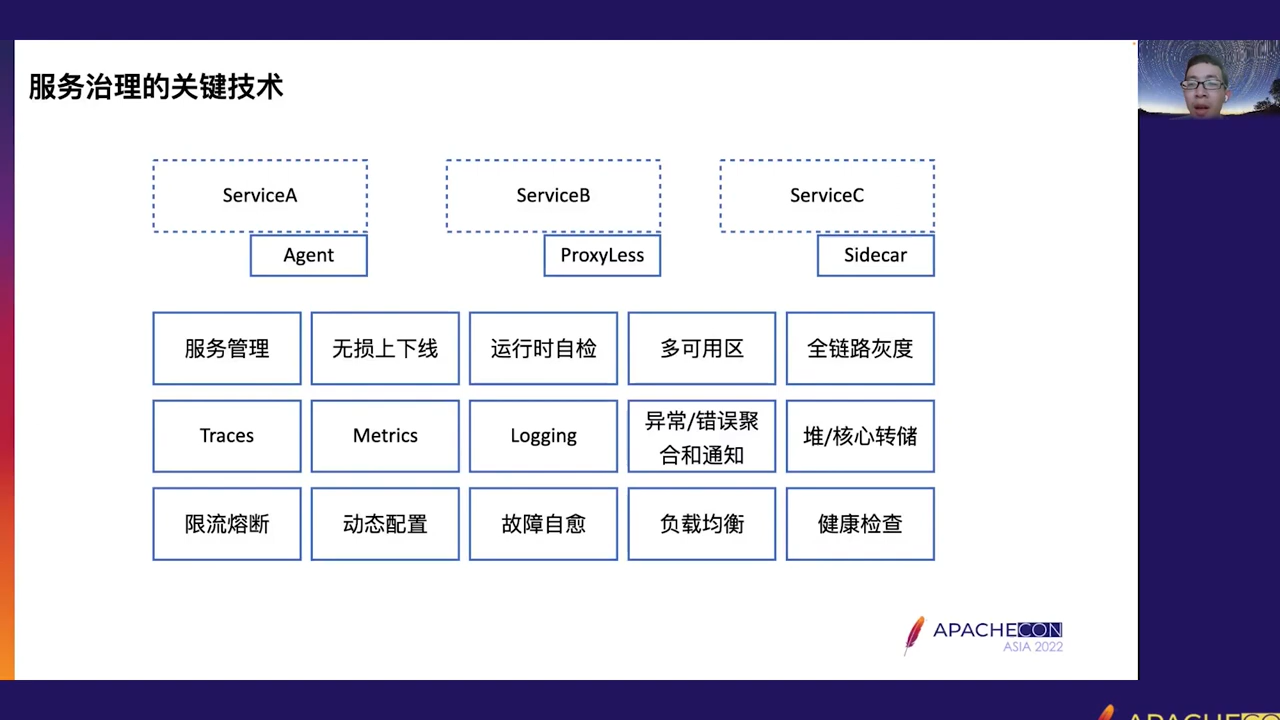 服务治理的关键技术
ServiceA
ServiceB
ServiceC
Agent
ProxyLess
Sidecar
服务管理
无损上下线
运行时自检
多可用区
全链路灰度
Traces
Metrics
Logging
异常/错误聚
合和通知
堆/核心转储
限流熔断
动态配置
故障自愈
负载均衡
健康检查
APACHECON
ASIA 2022
APACHECO